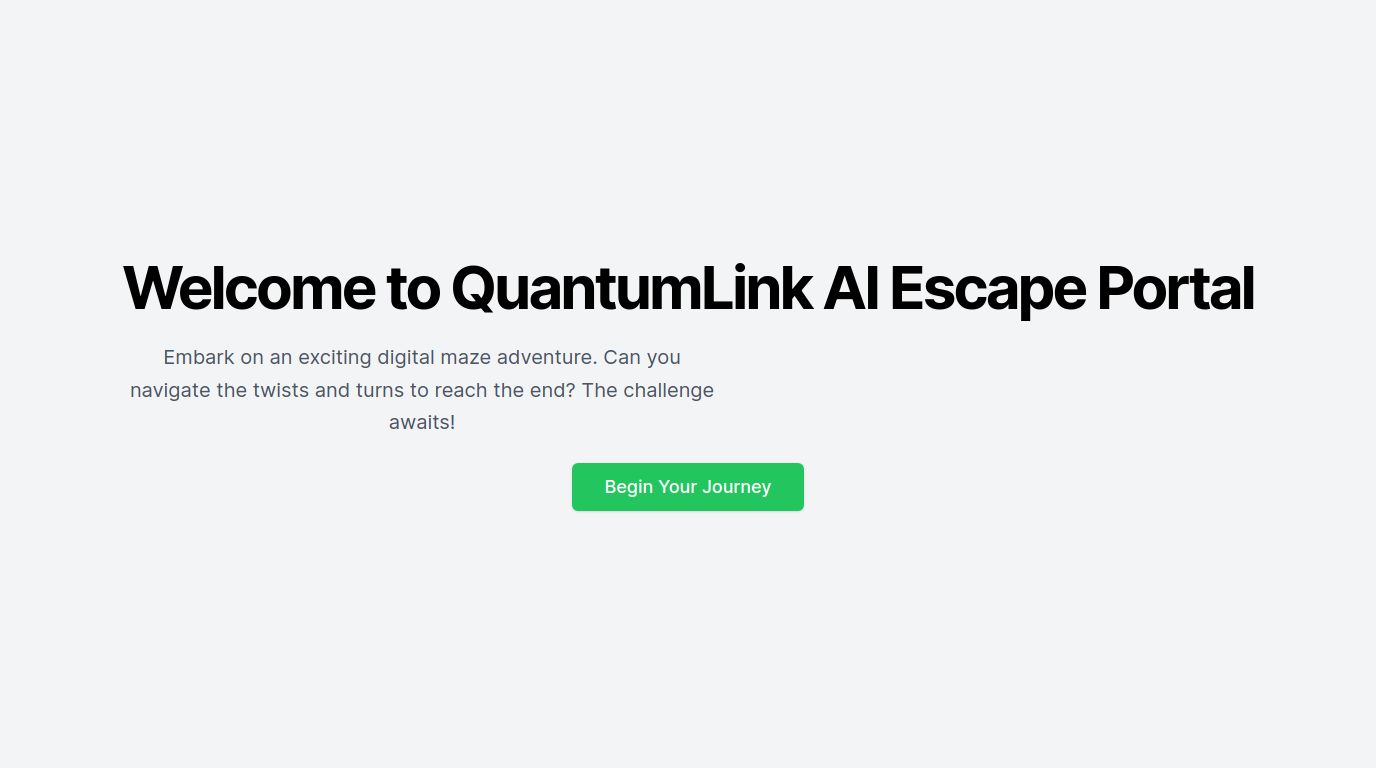 Welcome to QuantumLink AI Escape Portal
Embark on an exciting digital maze adventure. Can you
navigate the twists and turns to reach the end? The challenge
awaits!
Begin Your Journey